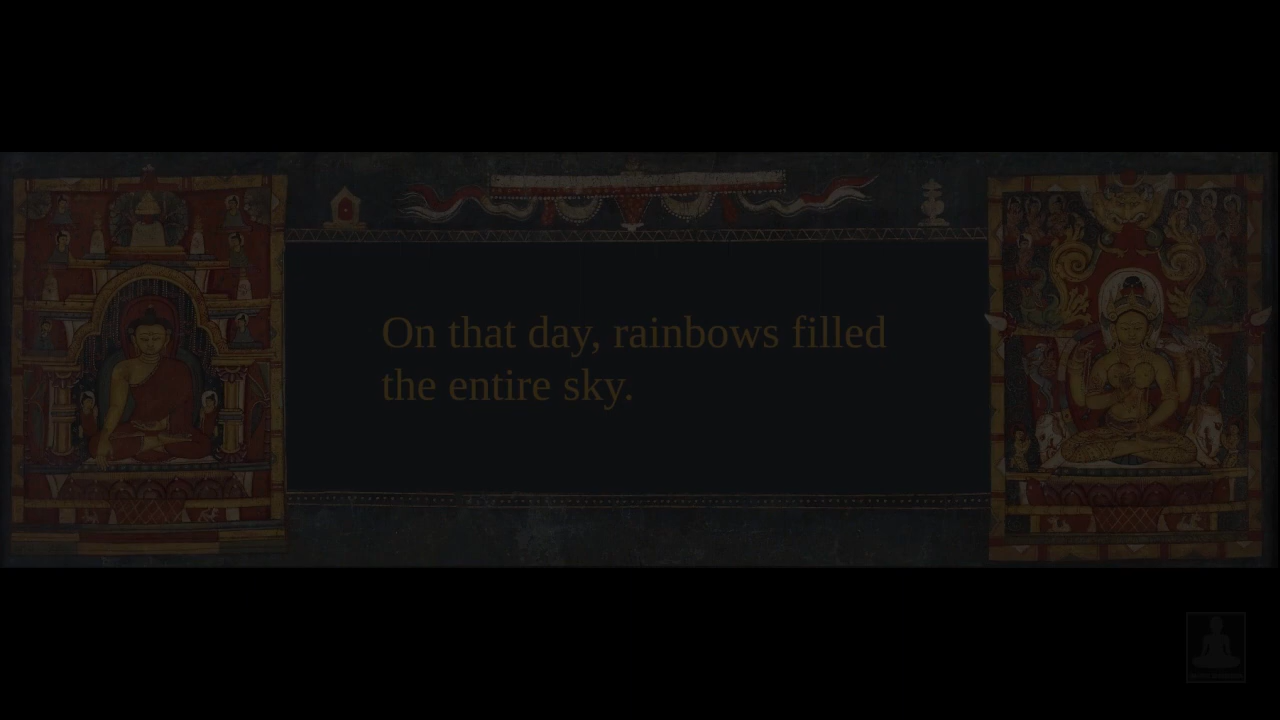 On that day, rainbows filled
the entire sky.